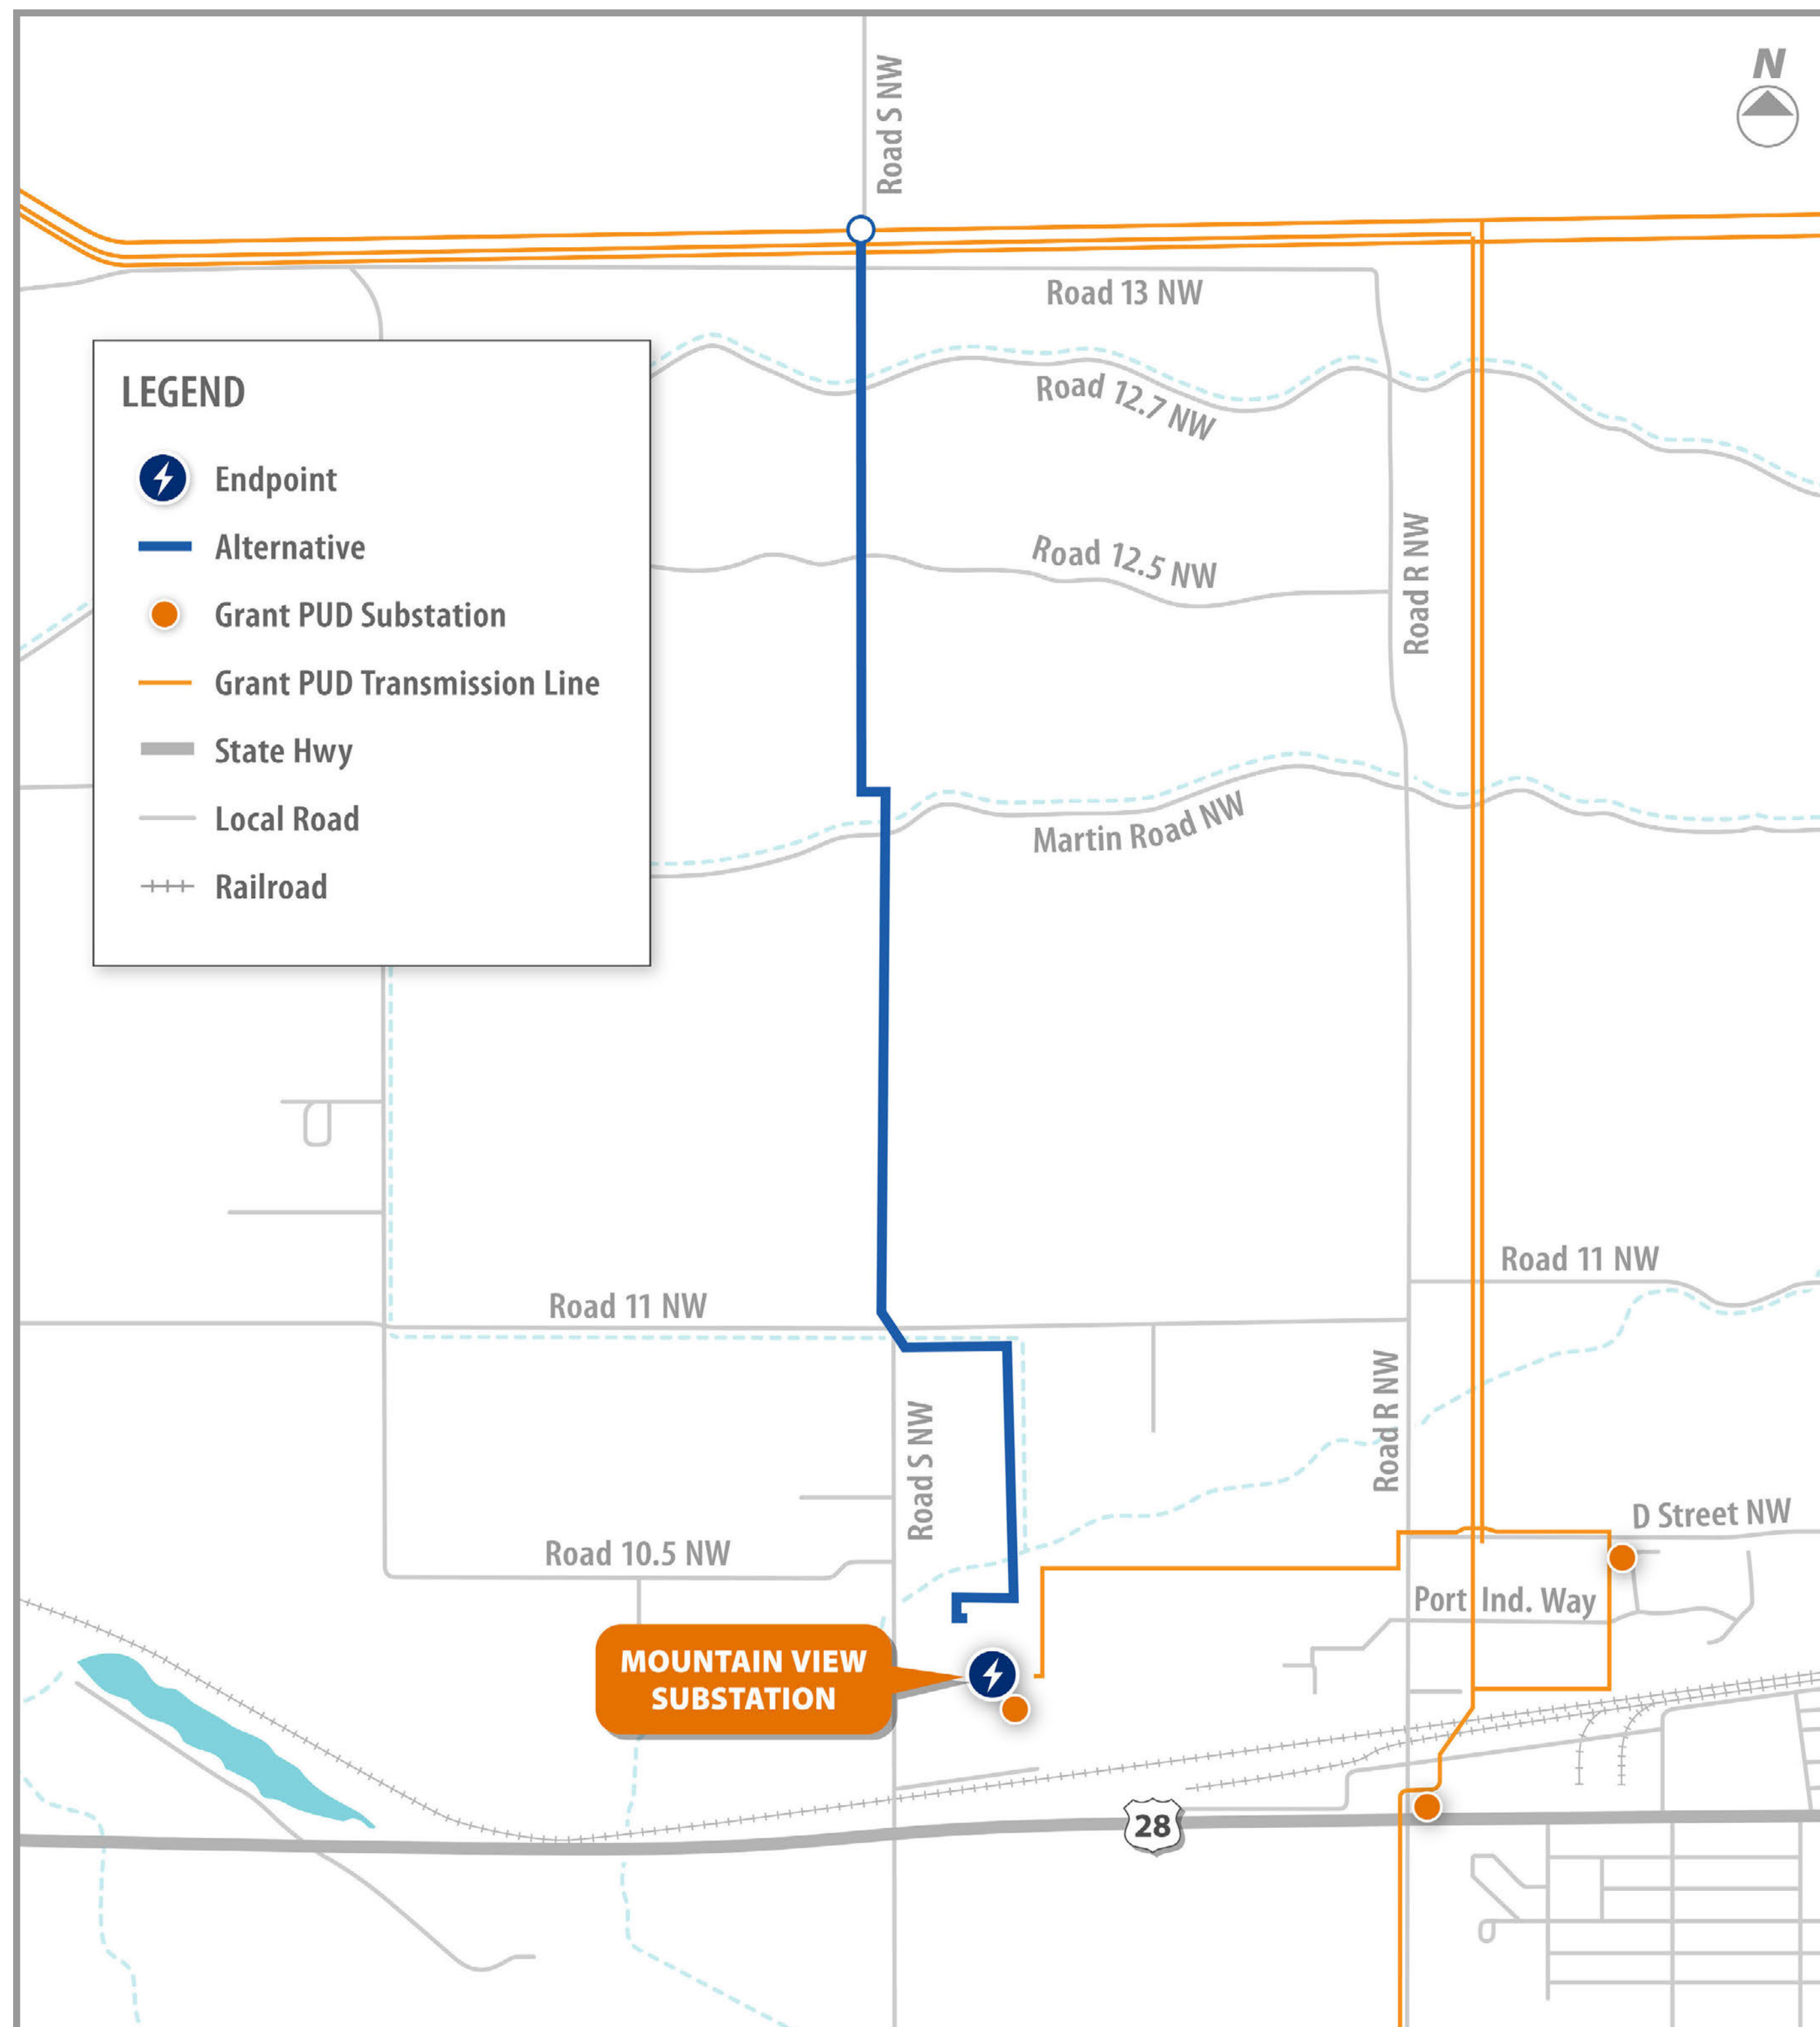 N
Road S NW
Road 13 NW
Road 12.7 NW
LEGEND
Endpoint
Alternative
Grant PUD Substation
Grant PUD Transmission Line
State Hwy
Local Road
Railroad
Road 12.5 NW
Road R NW
Martin Road NW
Road 11 NW
Road 11 NW
Road R NW
Road S NW
D Street NW
Road 10.5 NW
Port Ind. Way
MOUNTAIN VIEW
SUBSTATION
28